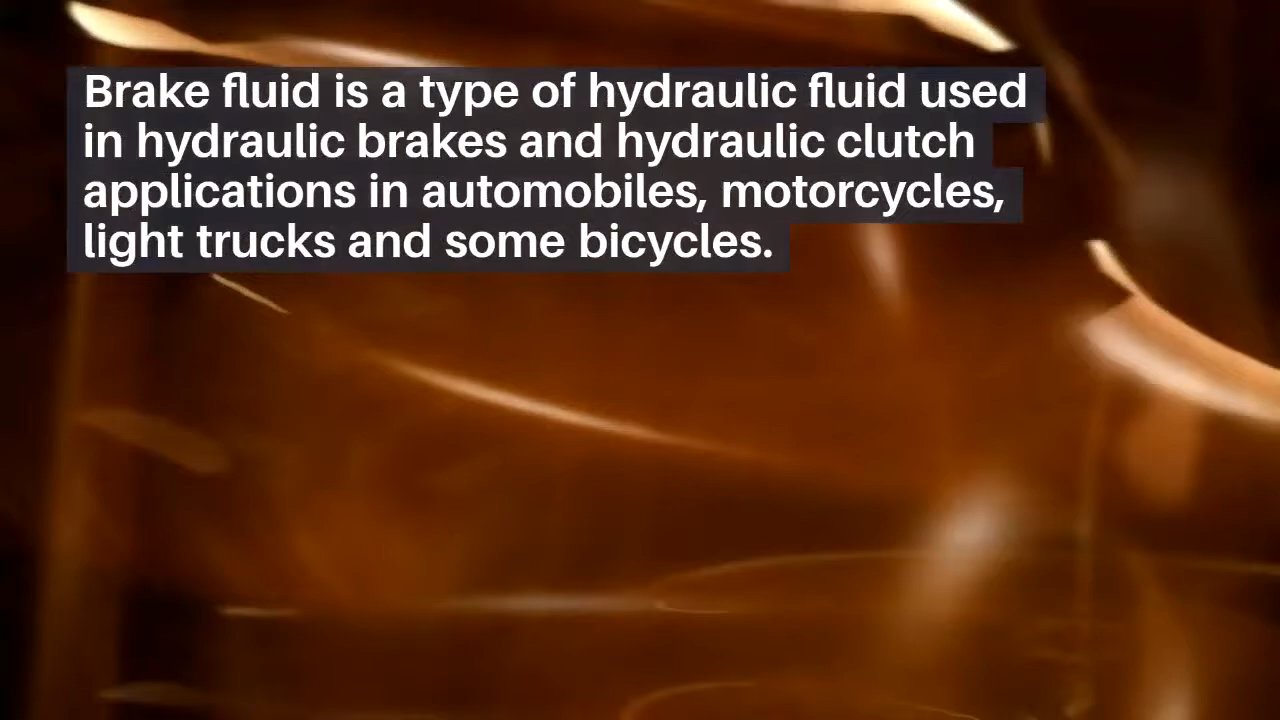 Brake fluid is a type of hydraulic fluid used
in hydraulic brakes and hydraulic clutch
applications in automobiles, motorcycles,
light trucks and some bicycles.